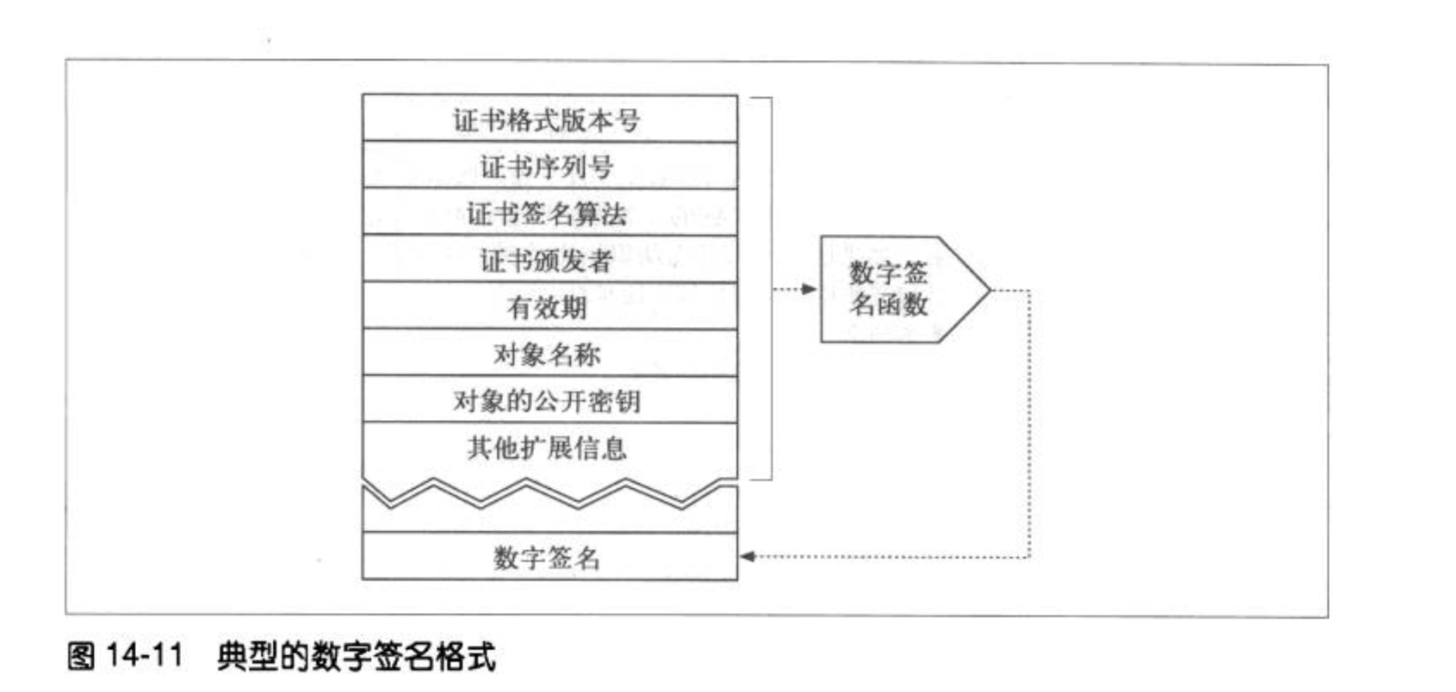 证书格式版本号
证书序列号
证书签名算法
证书颁发者
有效期
对象名称
对象的公开密钥
其他扩展信息
数字签
名函数
数字签名
图 14-11 典型的数字签名格式